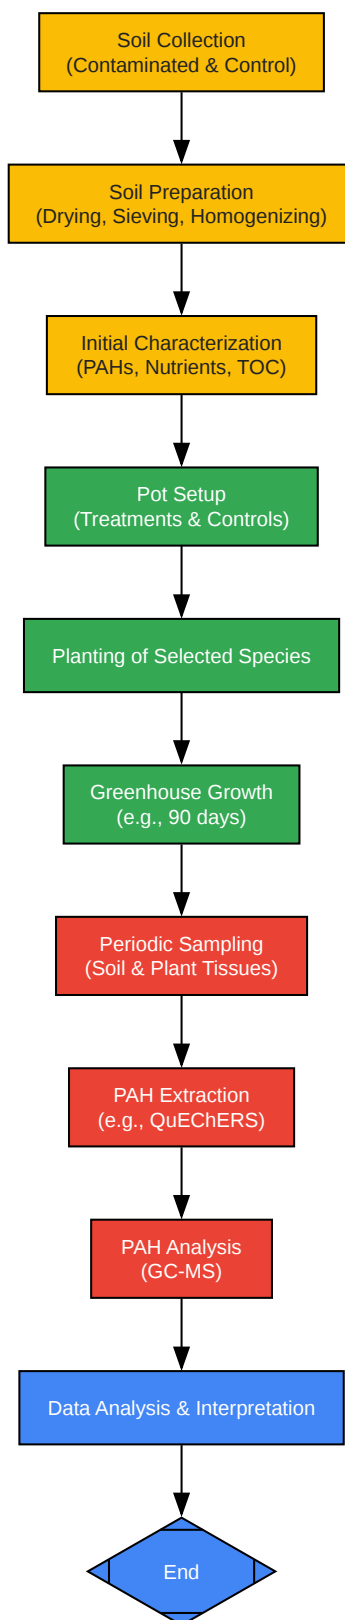 Soil Collection
(Contaminated & Control)
Soil Preparation
(Drying, Sieving, Homogenizing)
Initial Characterization
(PAHs, Nutrients, TOC)
Pot Setup
(Treatments & Controls)
Planting of Selected Species
Greenhouse Growth
(e.g., 90 days)
Periodic Sampling
(Soil & Plant Tissues)
PAH Extraction
(e.g., QuEChERS)
PAH Analysis
(GC-MS)
Data Analysis & Interpretation
End